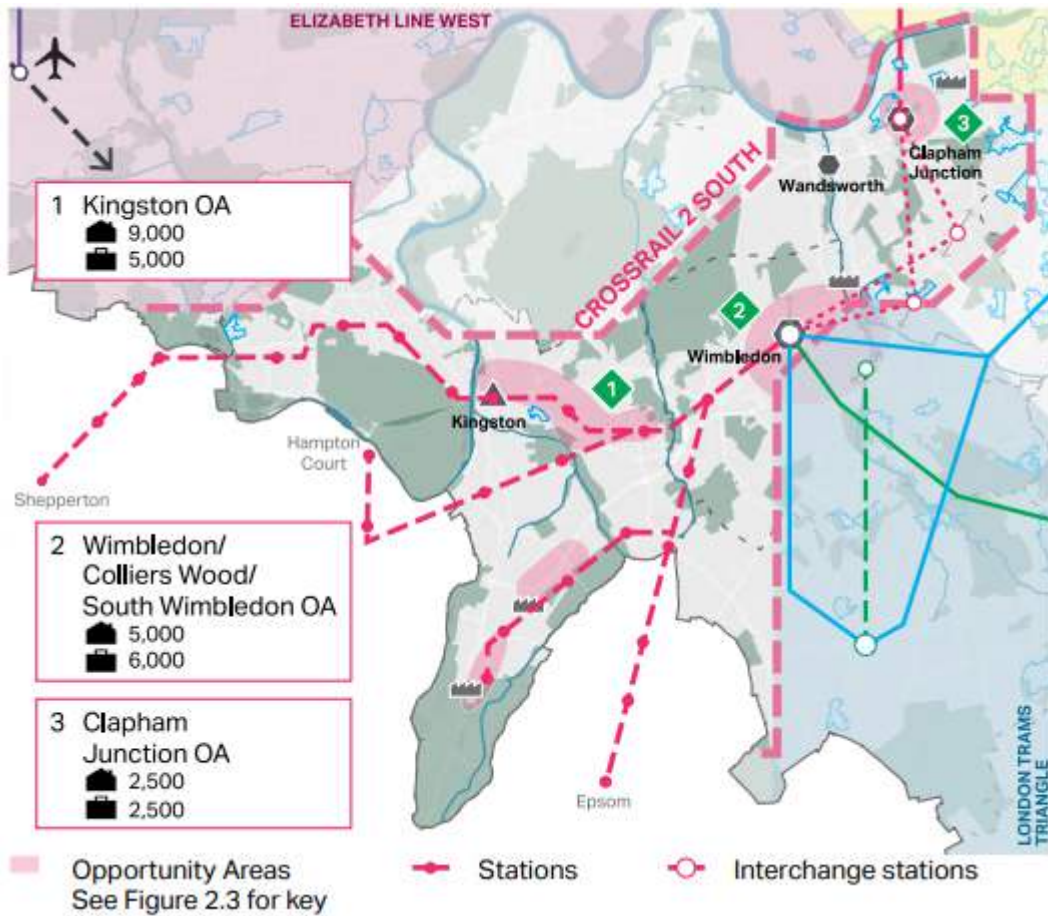 ELIZABETH LINE WEST
3
Clapham
Junction
Wandsworth
1 Kingston OA
9,000
5,000
CROSSRAIL 2 SOUTH
2
Wimbledon
1
Kingston
Hampton
Court
Shepperton
2 Wimbledon/
Colliers Wood/
South Wimbledon OA
5,000
6,000
3 Clapham
Junction OA
2,500
2,500
Epsom
LONDON TRAMS
TRIANGLE
Opportunity Areas
See Figure 2.3 for key
Stations
Interchange stations